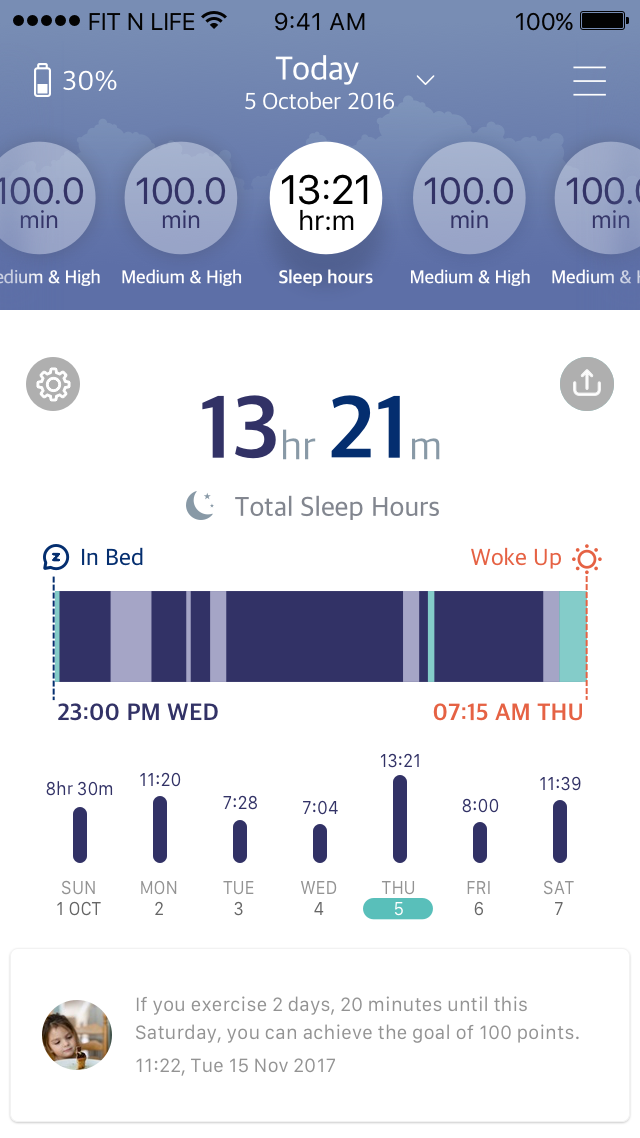 FIT N LIFE 9:41 AM 100%
30%
Today
5 October 2016
100.0 100.0 13:21 100.0 100.
min min hr:m min min
edium & High Medium & High Sleep hours Medium & High Medium & H
13hr 21m
Total Sleep Hours
z In Bed Woke Up
23:00 PM WED 07:15 AM THU
8hr 30m 11:20 7:28 7:04 13:21 8:00 11:39
SUN MON TUE WED THU FRI SAT
1 OCT 2 3 4 5 6 7
If you exercise 2 days, 20 minutes until this
Saturday, you can achieve the goal of 100 points.
11:22, Tue 15 Nov 2017